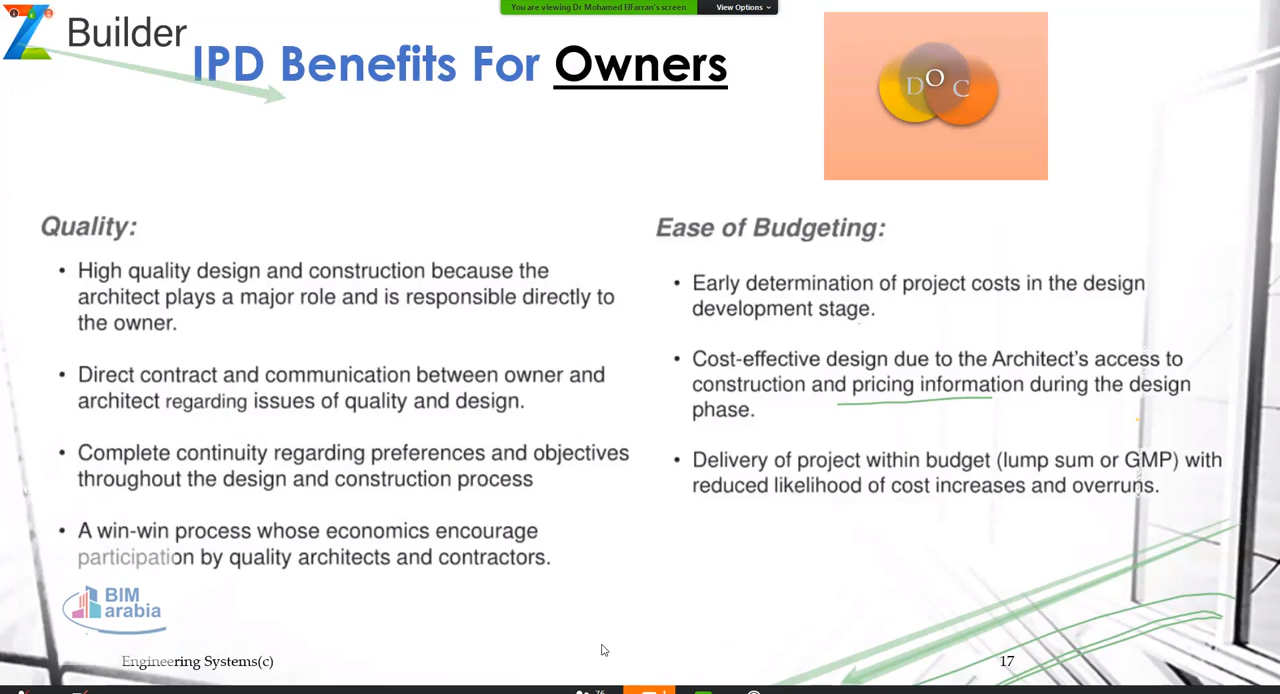 You are viewing Dr Mohamed ElFarran's screen
View Options
Builder
IPD Benefits For Owners
D O C
Quality:
• High quality design and construction because the
architect plays a major role and is responsible directly to
the owner.
• Direct contract and communication between owner and
architect regarding issues of quality and design.
• Complete continuity regarding preferences and objectives
throughout the design and construction process
• A win-win process whose economics encourage
participation by quality architects and contractors.
Ease of Budgeting:
• Early determination of project costs in the design
development stage.
• Cost-effective design due to the Architect's access to
construction and pricing information during the design
phase.
• Delivery of project within budget (lump sum or GMP) with
reduced likelihood of cost increases and overruns.
BIM
arabia
Engineering Systems(c)
17
76
1